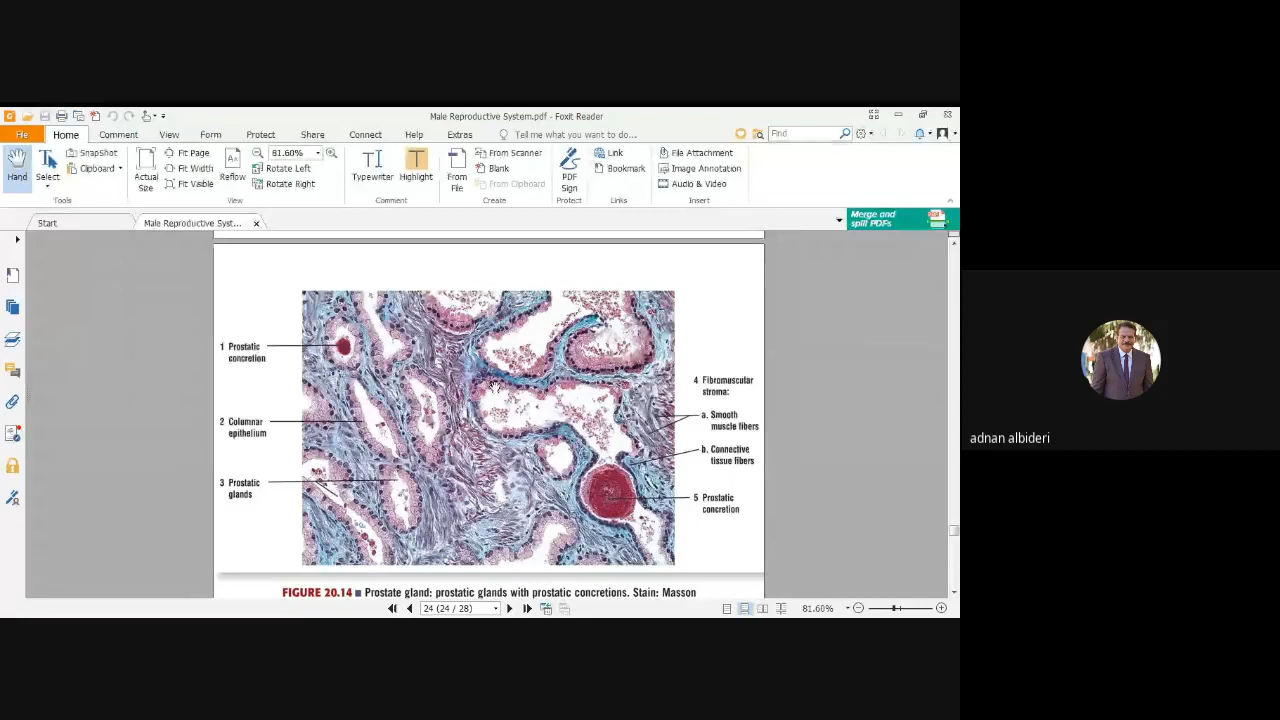 Male Reproductive System.pdf - Foxit Reader
File
Home
Comment
View
Form
Protect
Share
Connect
Help
Extras
Tell me what you want to do...
Find
Hand
Select
SnapShot
Clipboard
Tools
Actual
Size
Fit Page
Fit Width
Fit Visible
Reflow
81.60%
Rotate Left
Rotate Right
View
Typewriter
Highlight
Comment
From
File
From Scanner
Blank
From Clipboard
Create
PDF
Sign
Protect
Link
Bookmark
Links
File Attachment
Image Annotation
Audio & Video
Insert
Start
Male Reproductive Syst...
Merge and
split PDFs
1 Prostatic
concretion
2 Columnar
epithelium
3 Prostatic
glands
4 Fibromuscular
stroma:
a. Smooth
muscle fibers
b. Connective
tissue fibers
5 Prostatic
concretion
FIGURE 20.14 ■ Prostate gland: prostatic glands with prostatic concretions. Stain: Masson
24 (24 / 28)
81.60%
adnan albideri